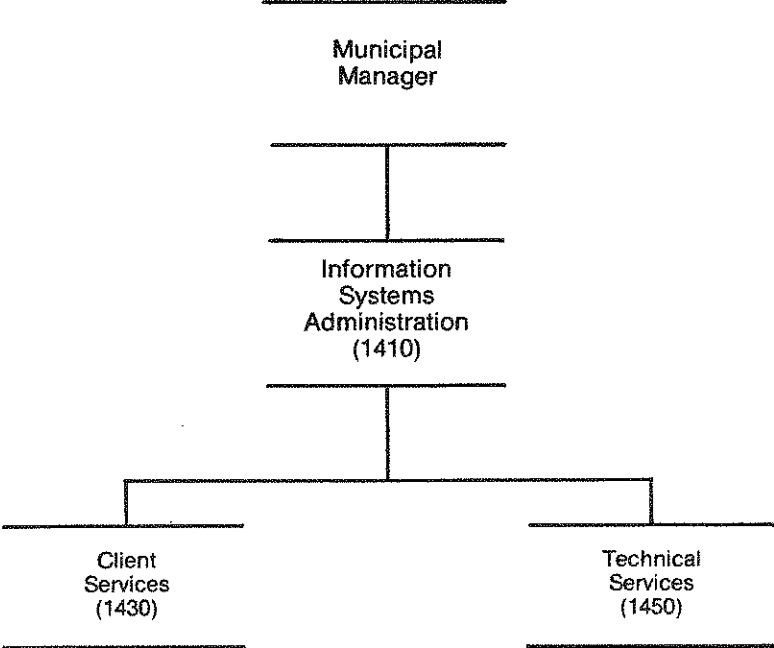 Municipal
Manager
Information
Systems
Administration
(1410)
Client
Services
(1430)
Technical
Services
(1450)